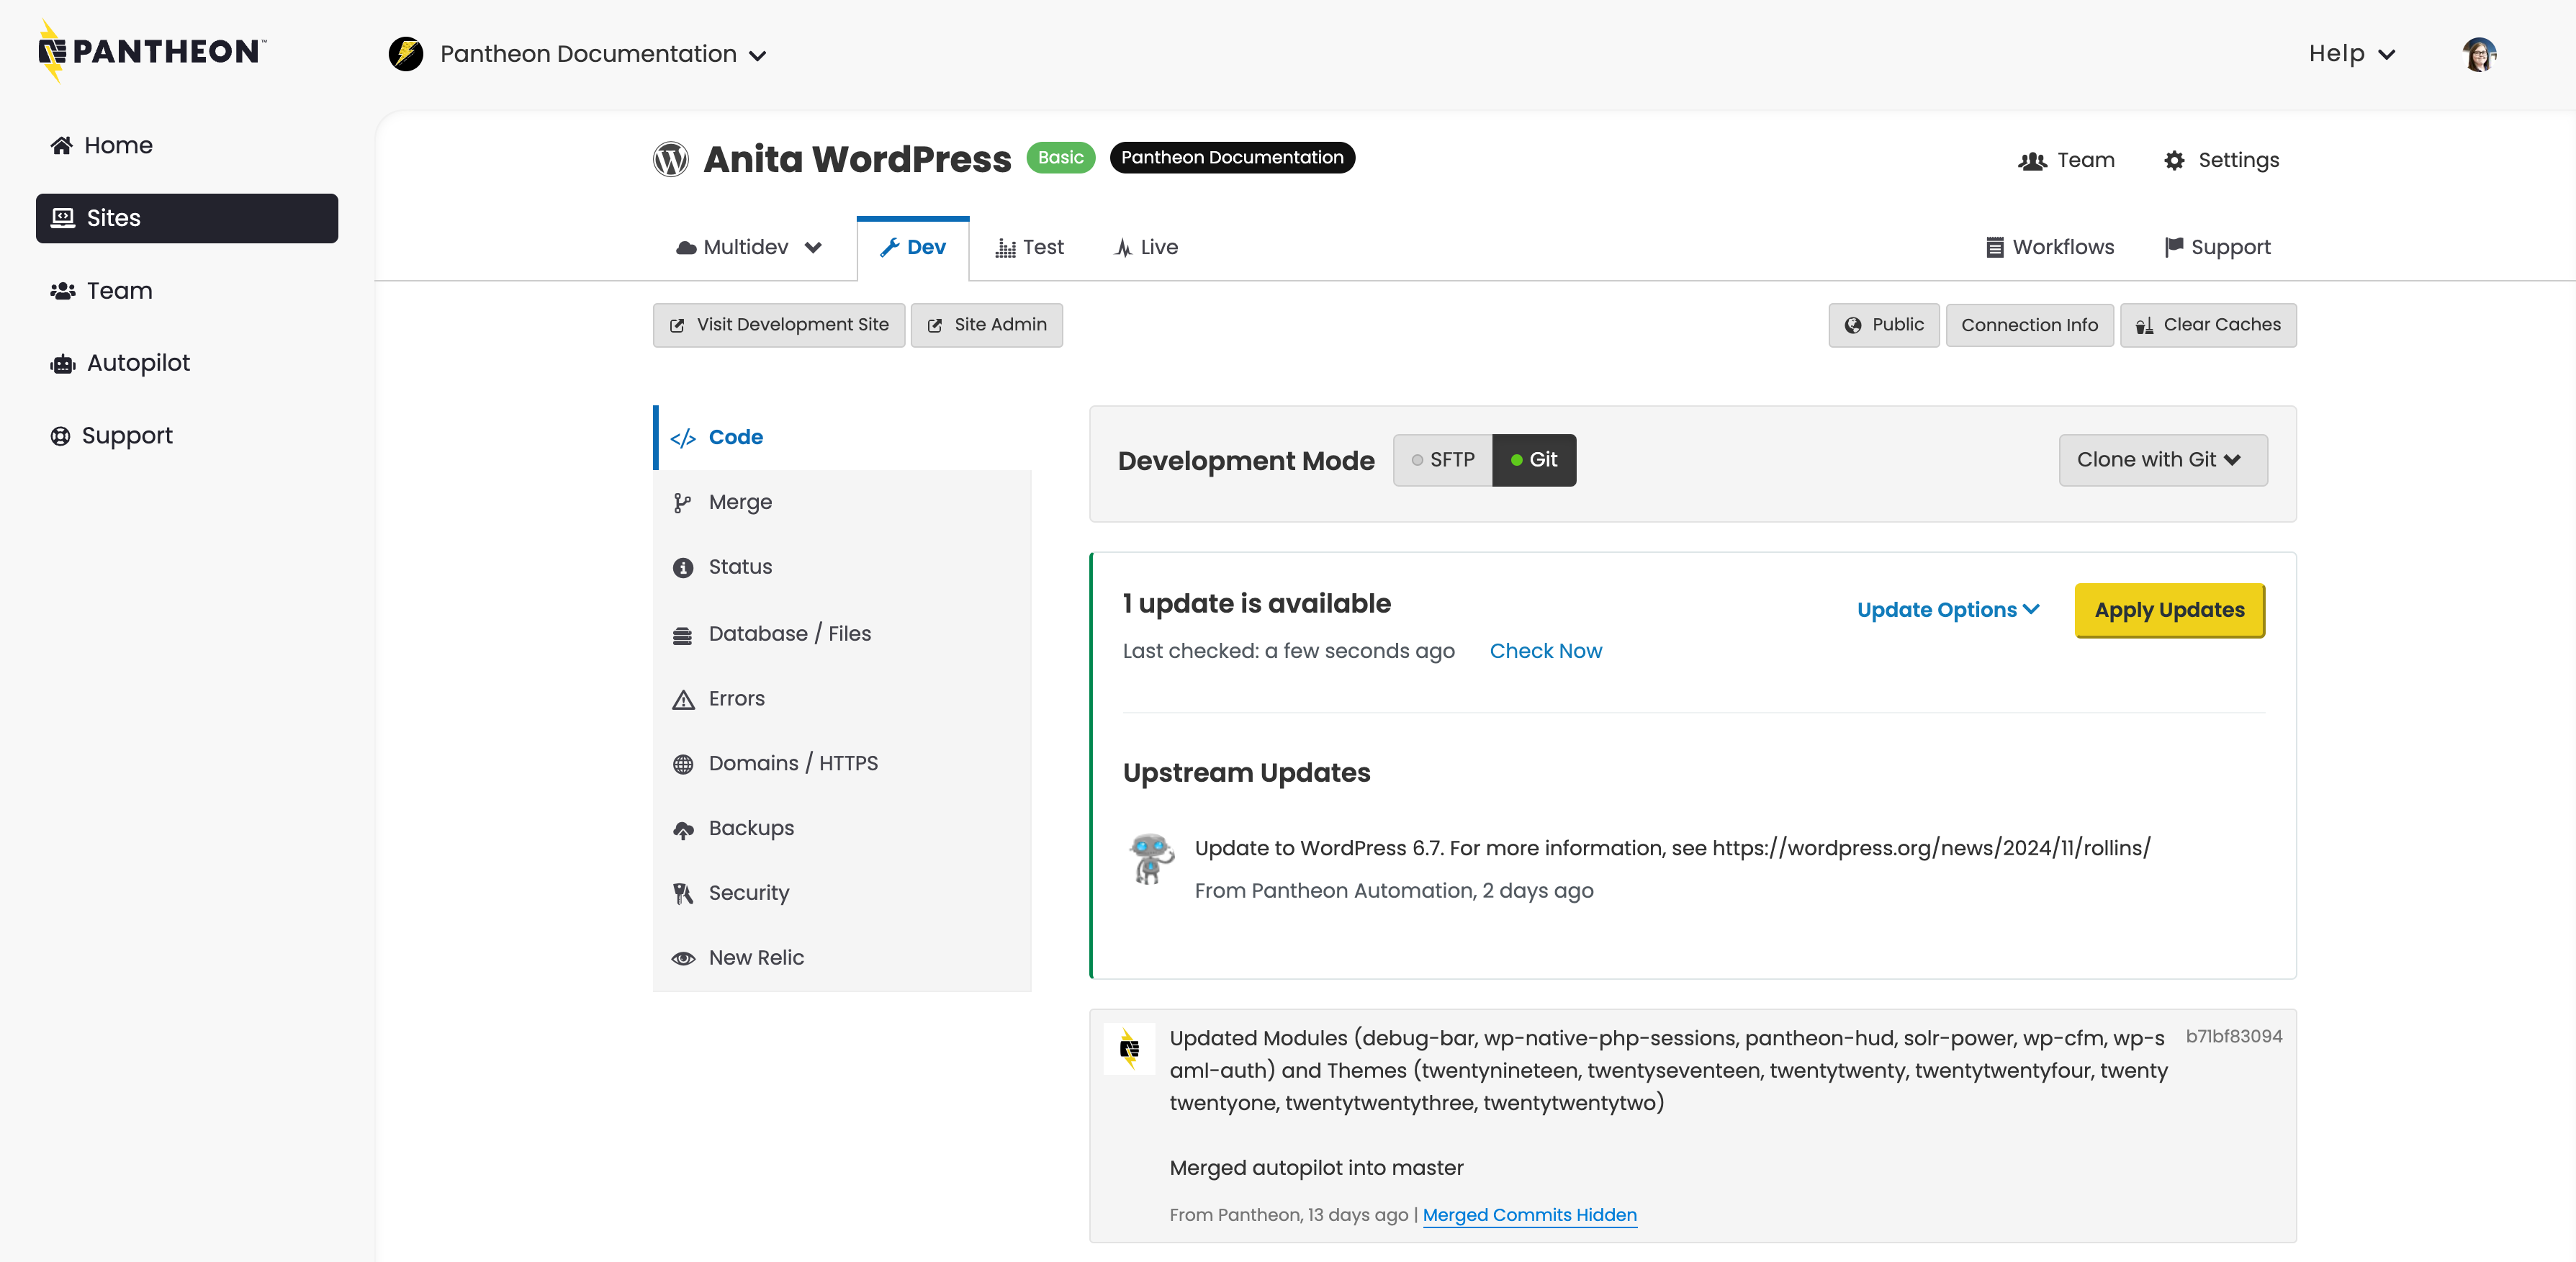 PANTHEON™
Pantheon Documentation
Help
Home
Sites
Team
Autopilot
Support
Anita WordPress Basic Pantheon Documentation
Team Settings
Multidev Dev Test Live
Workflows Support
Visit Development Site Site Admin
Public Connection Info Clear Caches
Code
Merge
Status
Database / Files
Errors
Domains / HTTPS
Backups
Security
New Relic
Development Mode SFTP Git Clone with Git
1 update is available Update Options Apply Updates
Last checked: a few seconds ago Check Now
Upstream Updates
Update to WordPress 6.7. For more information, see https://wordpress.org/news/2024/11/rollins/
From Pantheon Automation, 2 days ago
Updated Modules (debug-bar, wp-native-php-sessions, pantheon-hud, solr-power, wp-cfm, wp-s b71bf83094
aml-auth) and Themes (twentynineteen, twentyseventeen, twentytwenty, twentytwentyfour, twenty
twentyone, twentytwentythree, twentytwentytwo)
Merged autopilot into master
From Pantheon, 13 days ago | Merged Commits Hidden